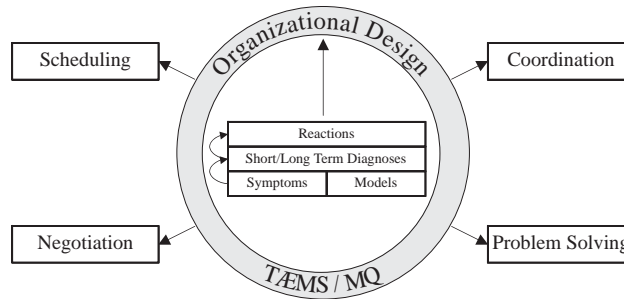 Organizational Design
Scheduling
Coordination
Reactions
Short/Long Term Diagnoses
Symptoms
Models
Negotiation
Problem Solving
TÆMS / MQ